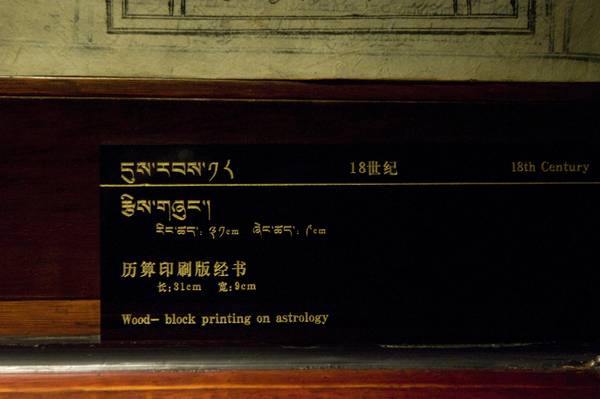 དུས་རབས་༡༨ 18世纪 18th Century
རྩིས་གཞུང་།
རིང་ཚད་: ༣༡cm ཞེང་ཚད་: ༩cm
历算印刷版经书
长:31cm 宽:9cm
Wood- block printing on astrology